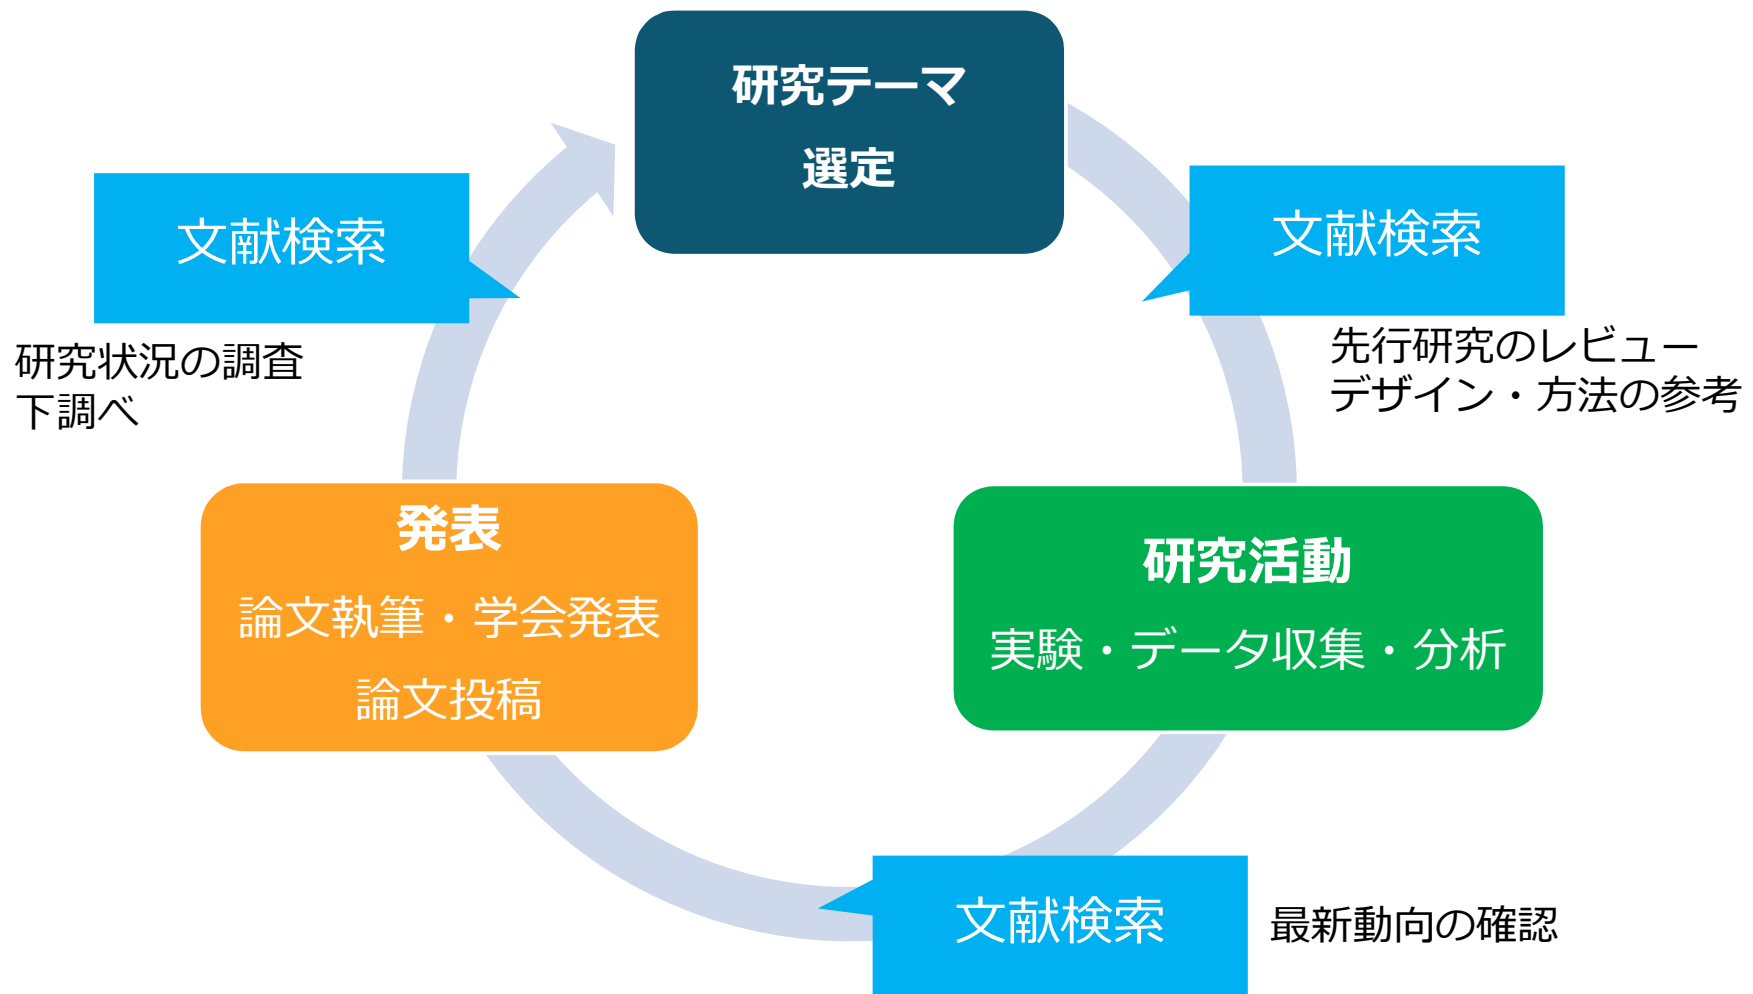 研究テーマ
選定
文献検索
先行研究のレビュー
デザイン・方法の参考
研究活動
実験・データ収集・分析
文献検索
最新動向の確認
発表
論文執筆・学会発表
論文投稿
文献検索
研究状況の調査
下調べ